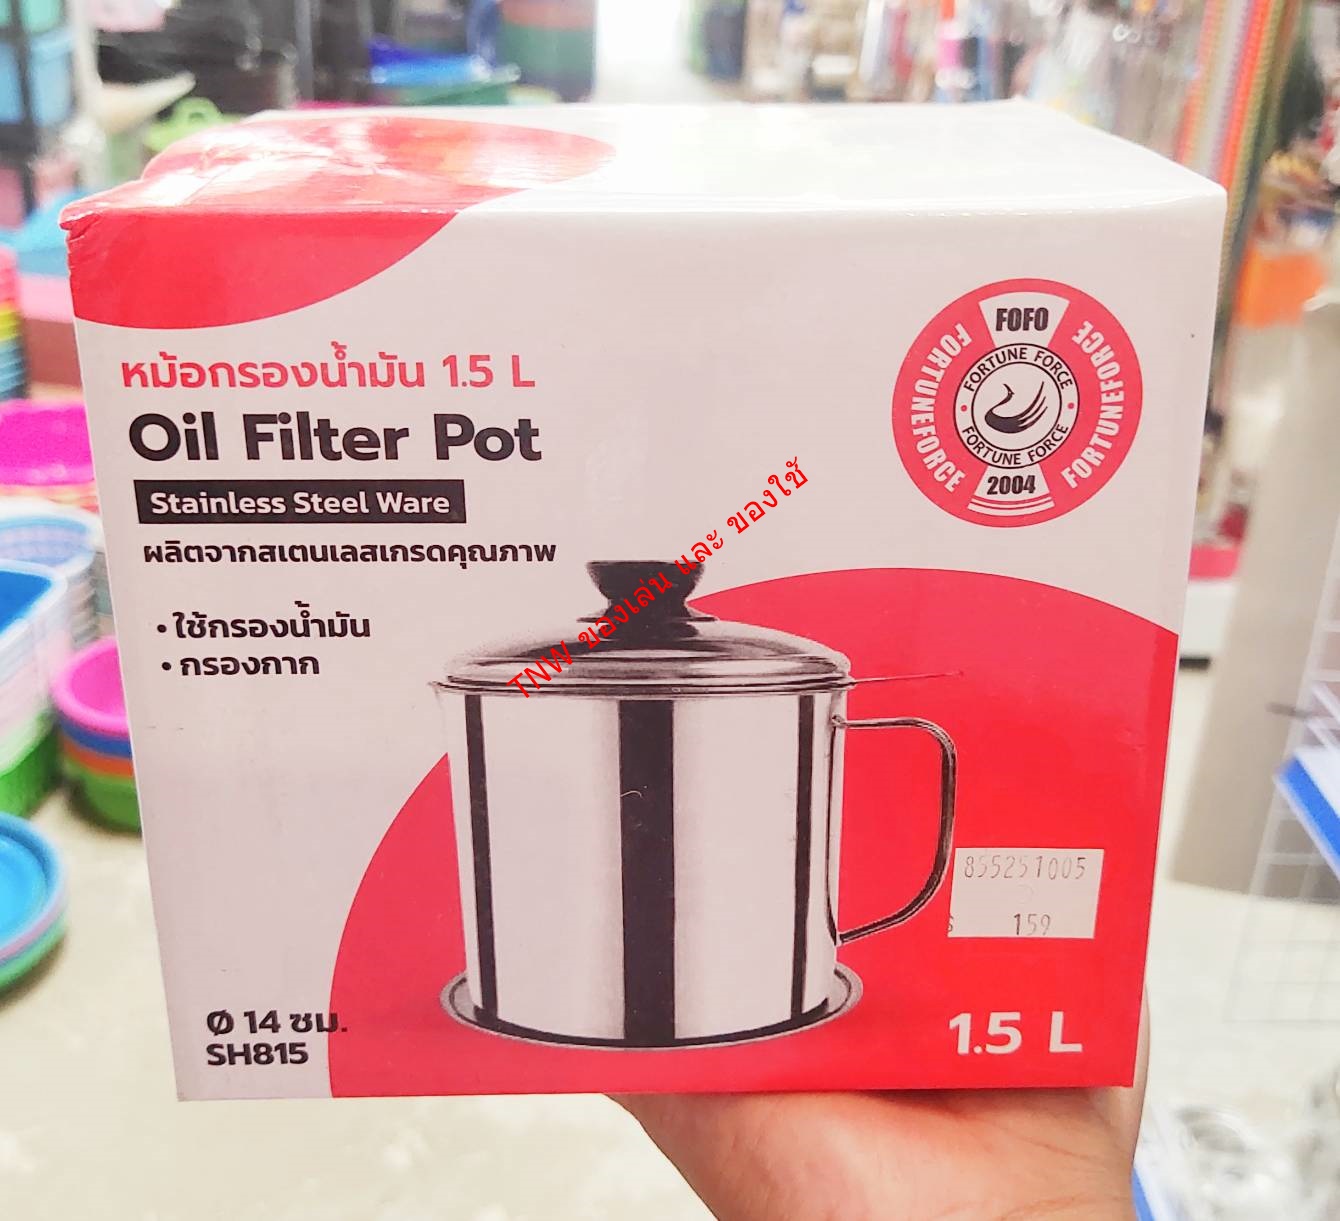 หม้อกรองน้ำมัน 1.5 L
Oil Filter Pot
Stainless Steel Ware
ผลิตจากสเตนเลสเกรดคุณภาพ
• ใช้กรองน้ำมัน
• กรองกาก
FOFO
FORTUNEFORCE
FORTUNEFORCE
FORTUNE FORCE
FORTUNE FORCE
2004
TNW ของเล่น และ ของใช้
855251005
159
Ø 14 ซม.
SH815
1.5 L